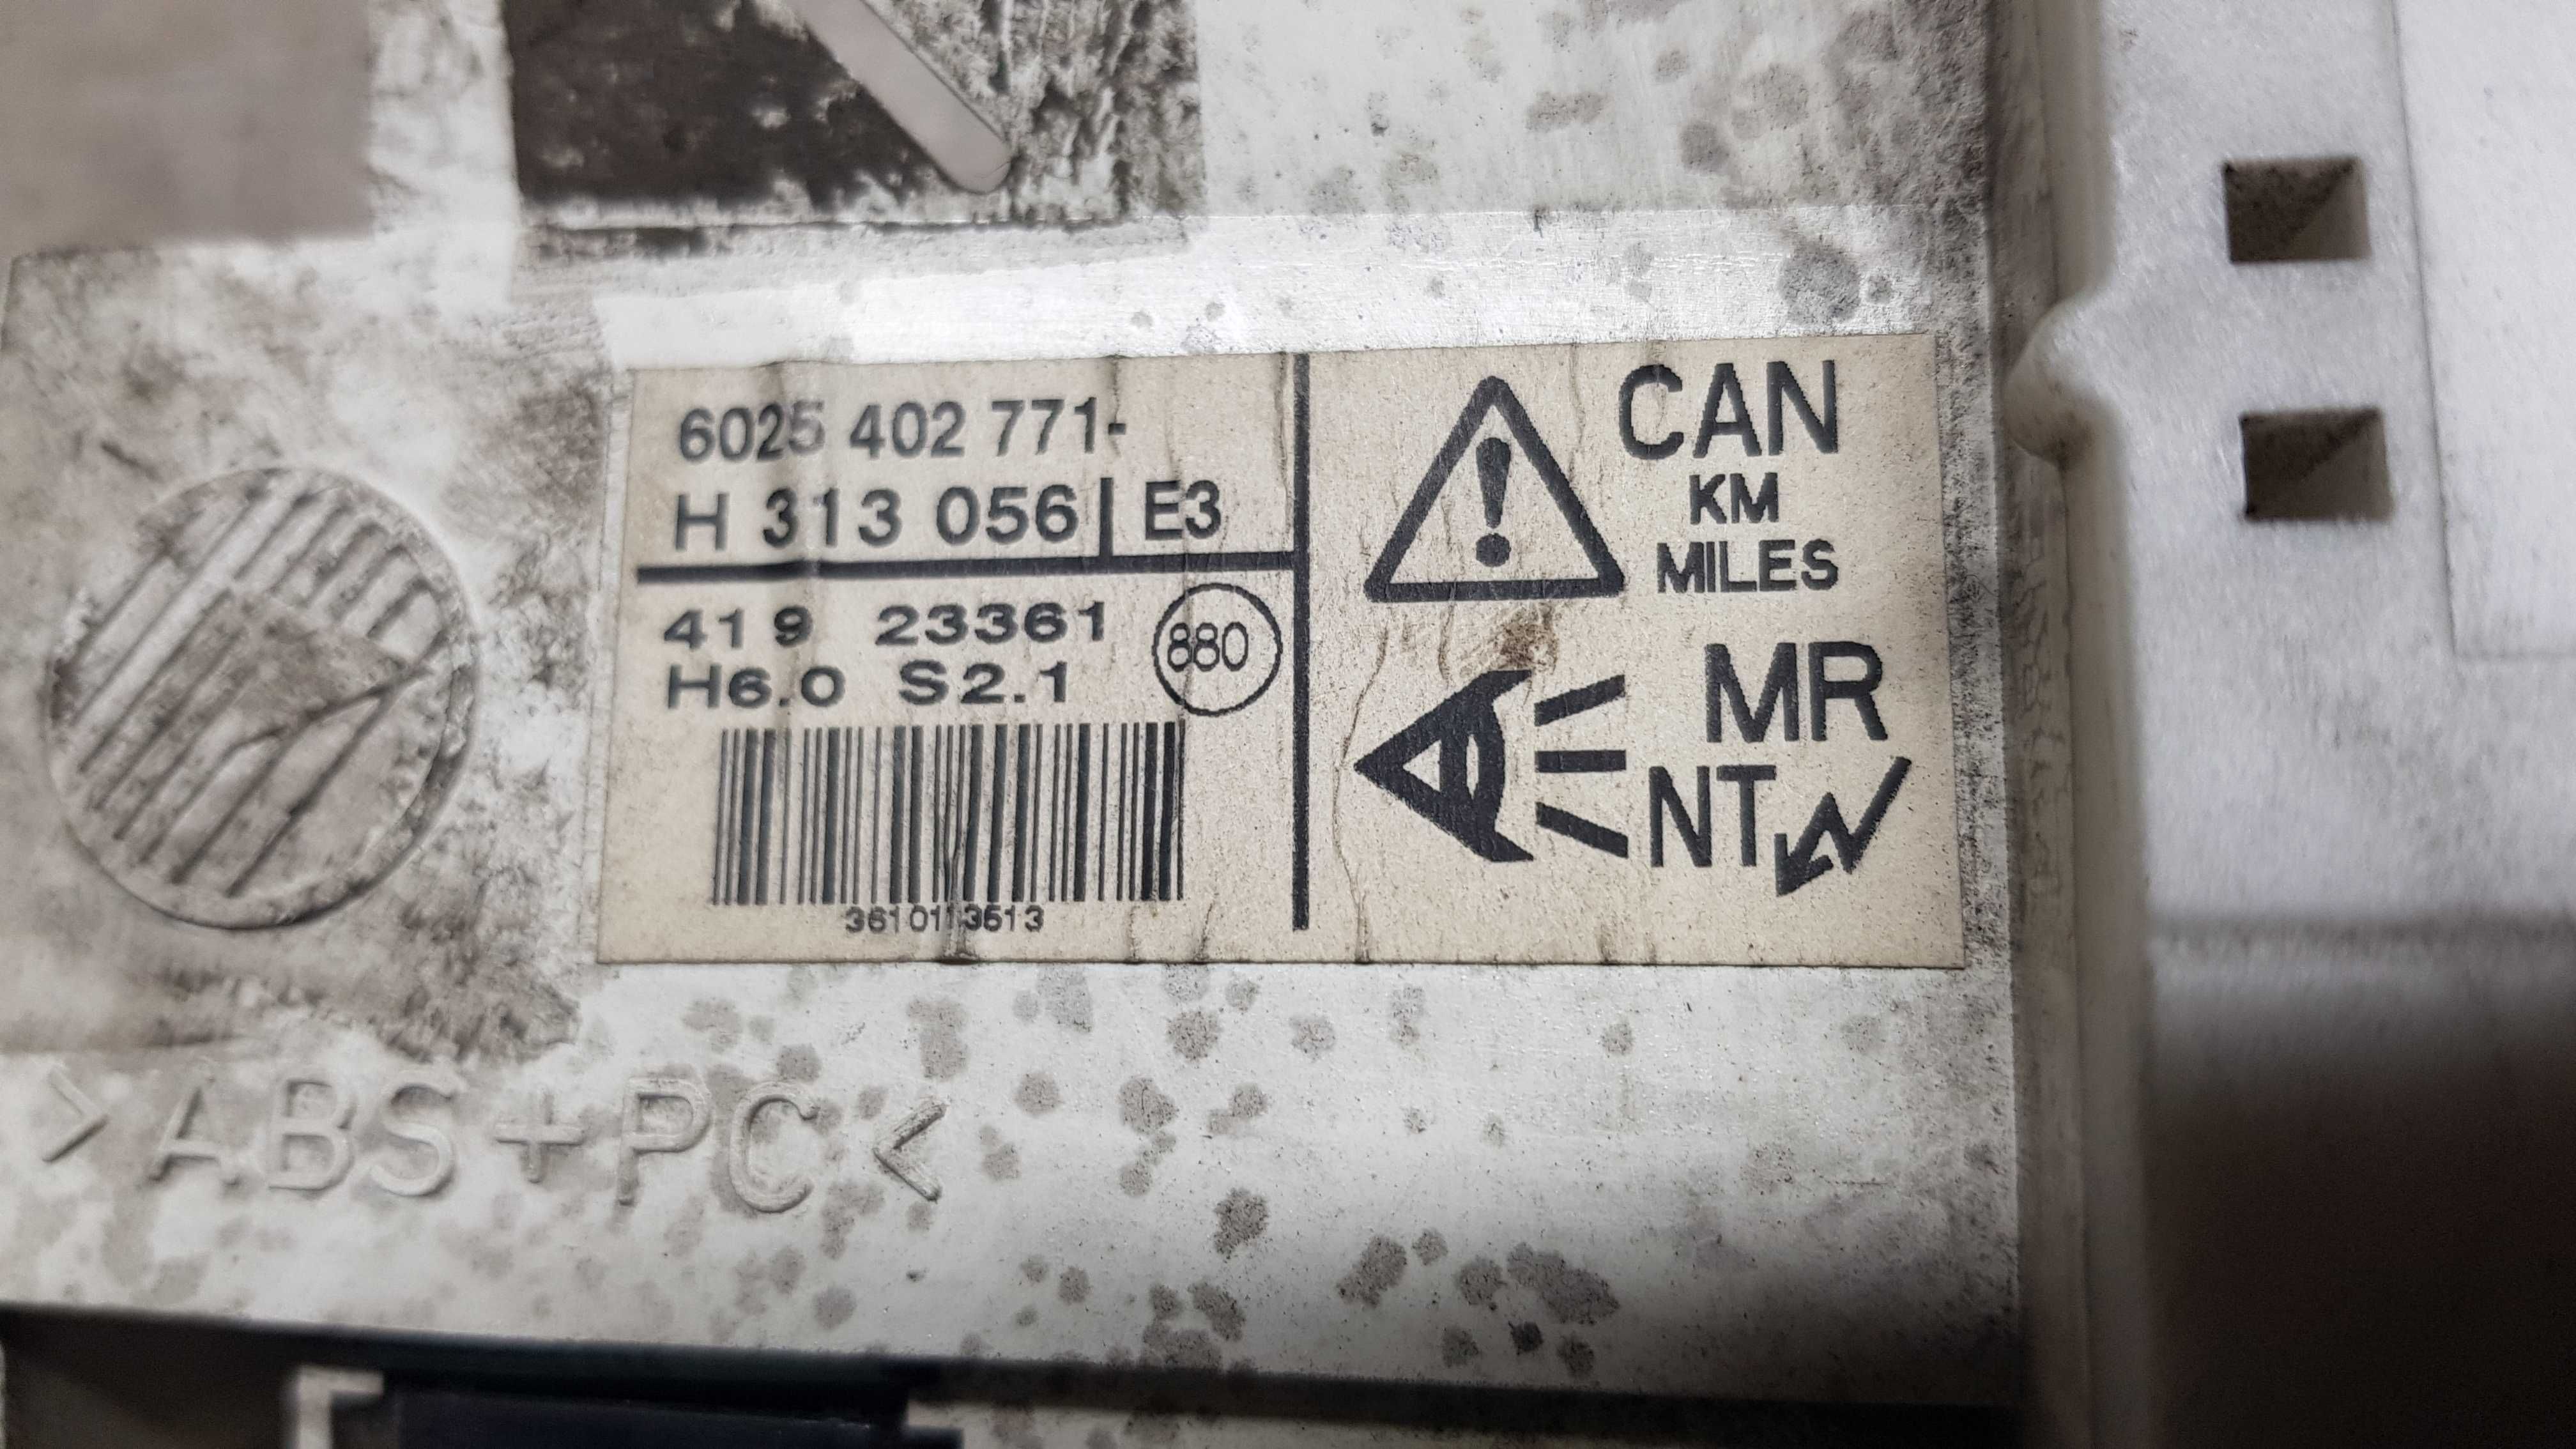 6025 402 771-
H 313 056 | E3
419 23361
H6.0 S2.1
880
3610113513
CAN
KM
MILES
MR
NT
>ABS+PC<